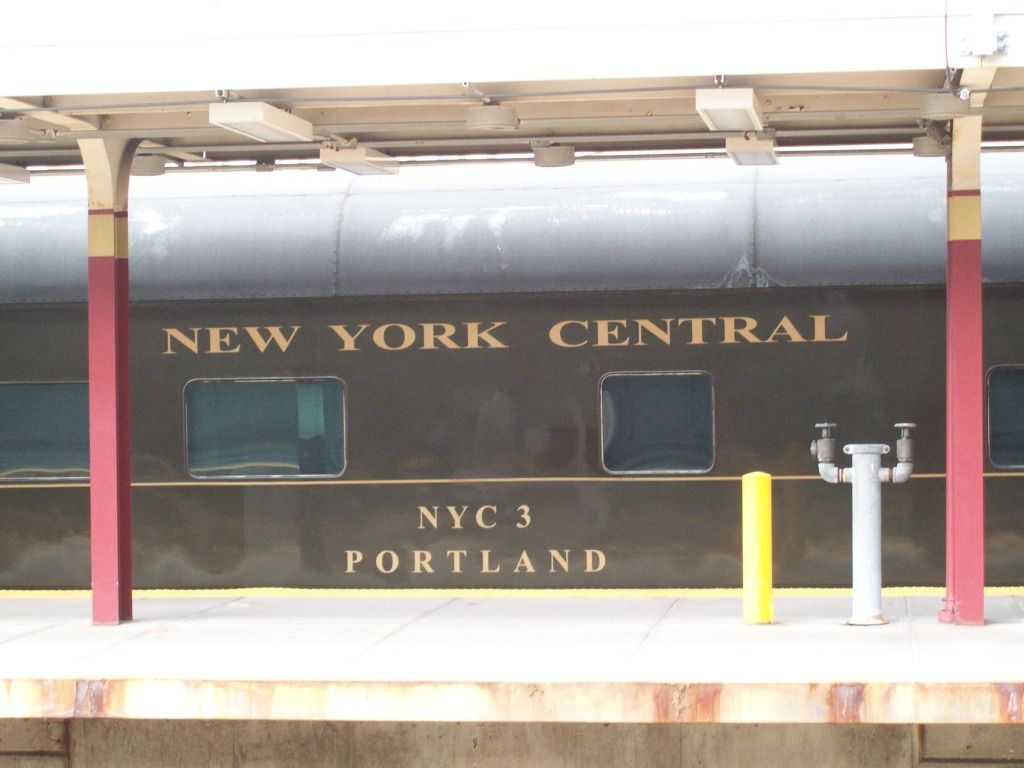 NEW YORK CENTRAL
NYC 3
PORTLAND